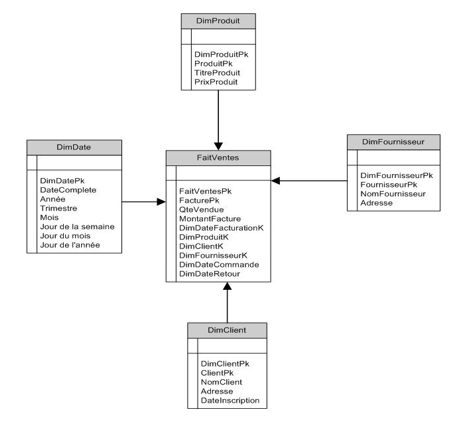 DimProduit
DimProduitPk
ProduitPk
TitreProduit
PrixProduit
DimDate
DimDatePk
DateComplete
Année
Trimestre
Mois
Jour de la semaine
Jour du mois
Jour de l'année
FaitVentes
FaitVentesPk
FacturePk
QteVendue
MontantFacture
DimDateFacturationK
DimProduitK
DimClientK
DimFournisseurK
DimDateCommande
DimDateRetour
DimFournisseur
DimFournisseurPk
FournisseurPk
NomFournisseur
Adresse
DimClient
DimClientPk
ClientPk
NomClient
Adresse
DateInscription